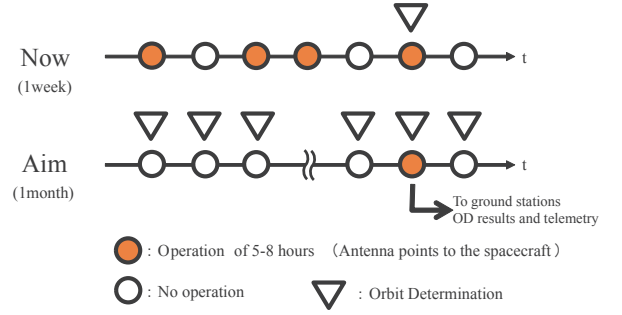 Now
(1week)
t
Aim
(1month)
t
To ground stations
OD results and telemetry
: Operation of 5-8 hours （Antenna points to the spacecraft）
: No operation
: Orbit Determination